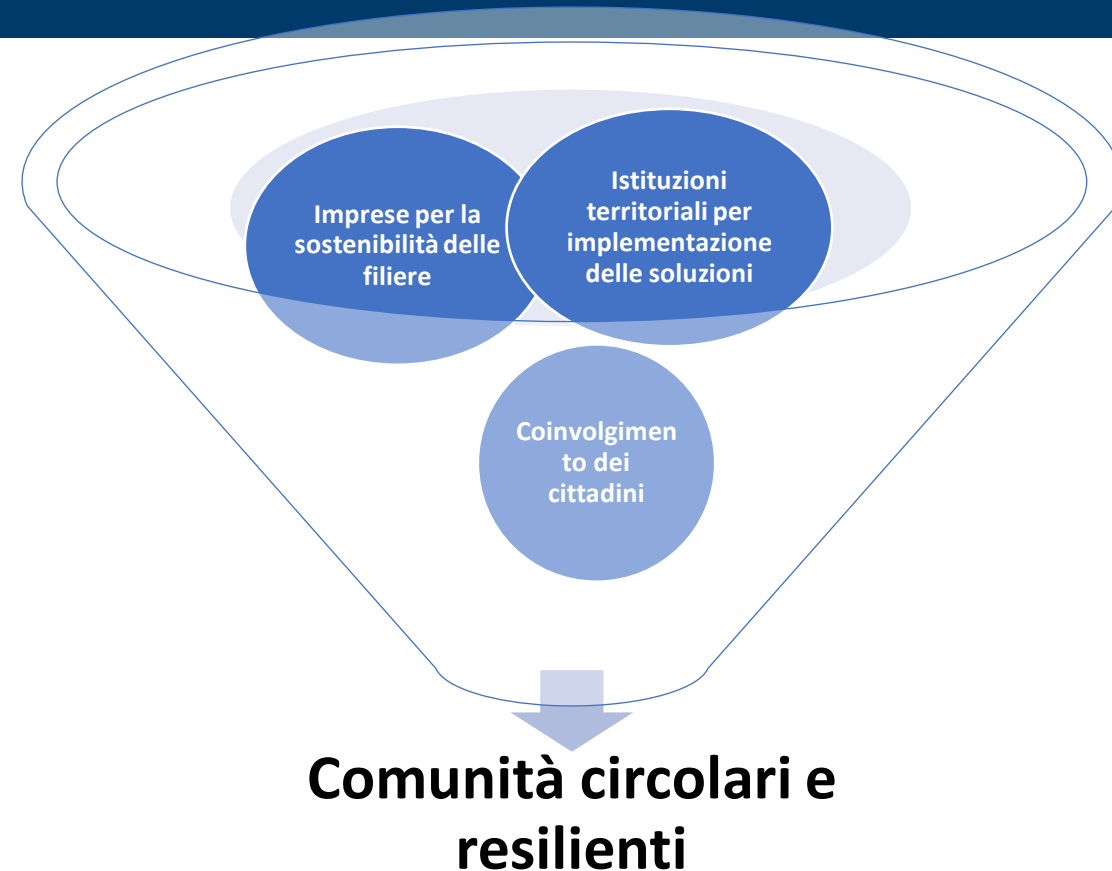 Imprese per la
sostenibilità delle
filiere
Istituzioni
territoriali per
implementazione
delle soluzioni
Coinvolgimen
to dei
cittadini
Comunità circolari e
resilienti